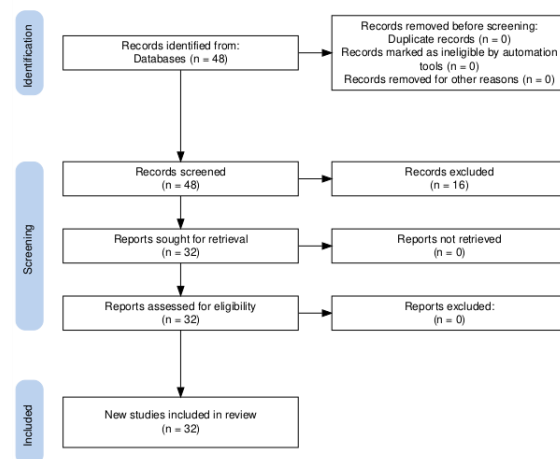 Identification
Records identified from:
Databases (n = 48)
Records removed before screening:
Duplicate records (n = 0)
Records marked as ineligible by automation
tools (n = 0)
Records removed for other reasons (n = 0)
Screening
Records screened
(n = 48)
Records excluded
(n = 16)
Reports sought for retrieval
(n = 32)
Reports not retrieved
(n = 0)
Reports assessed for eligibility
(n = 32)
Reports excluded:
(n = 0)
Included
New studies included in review
(n = 32)